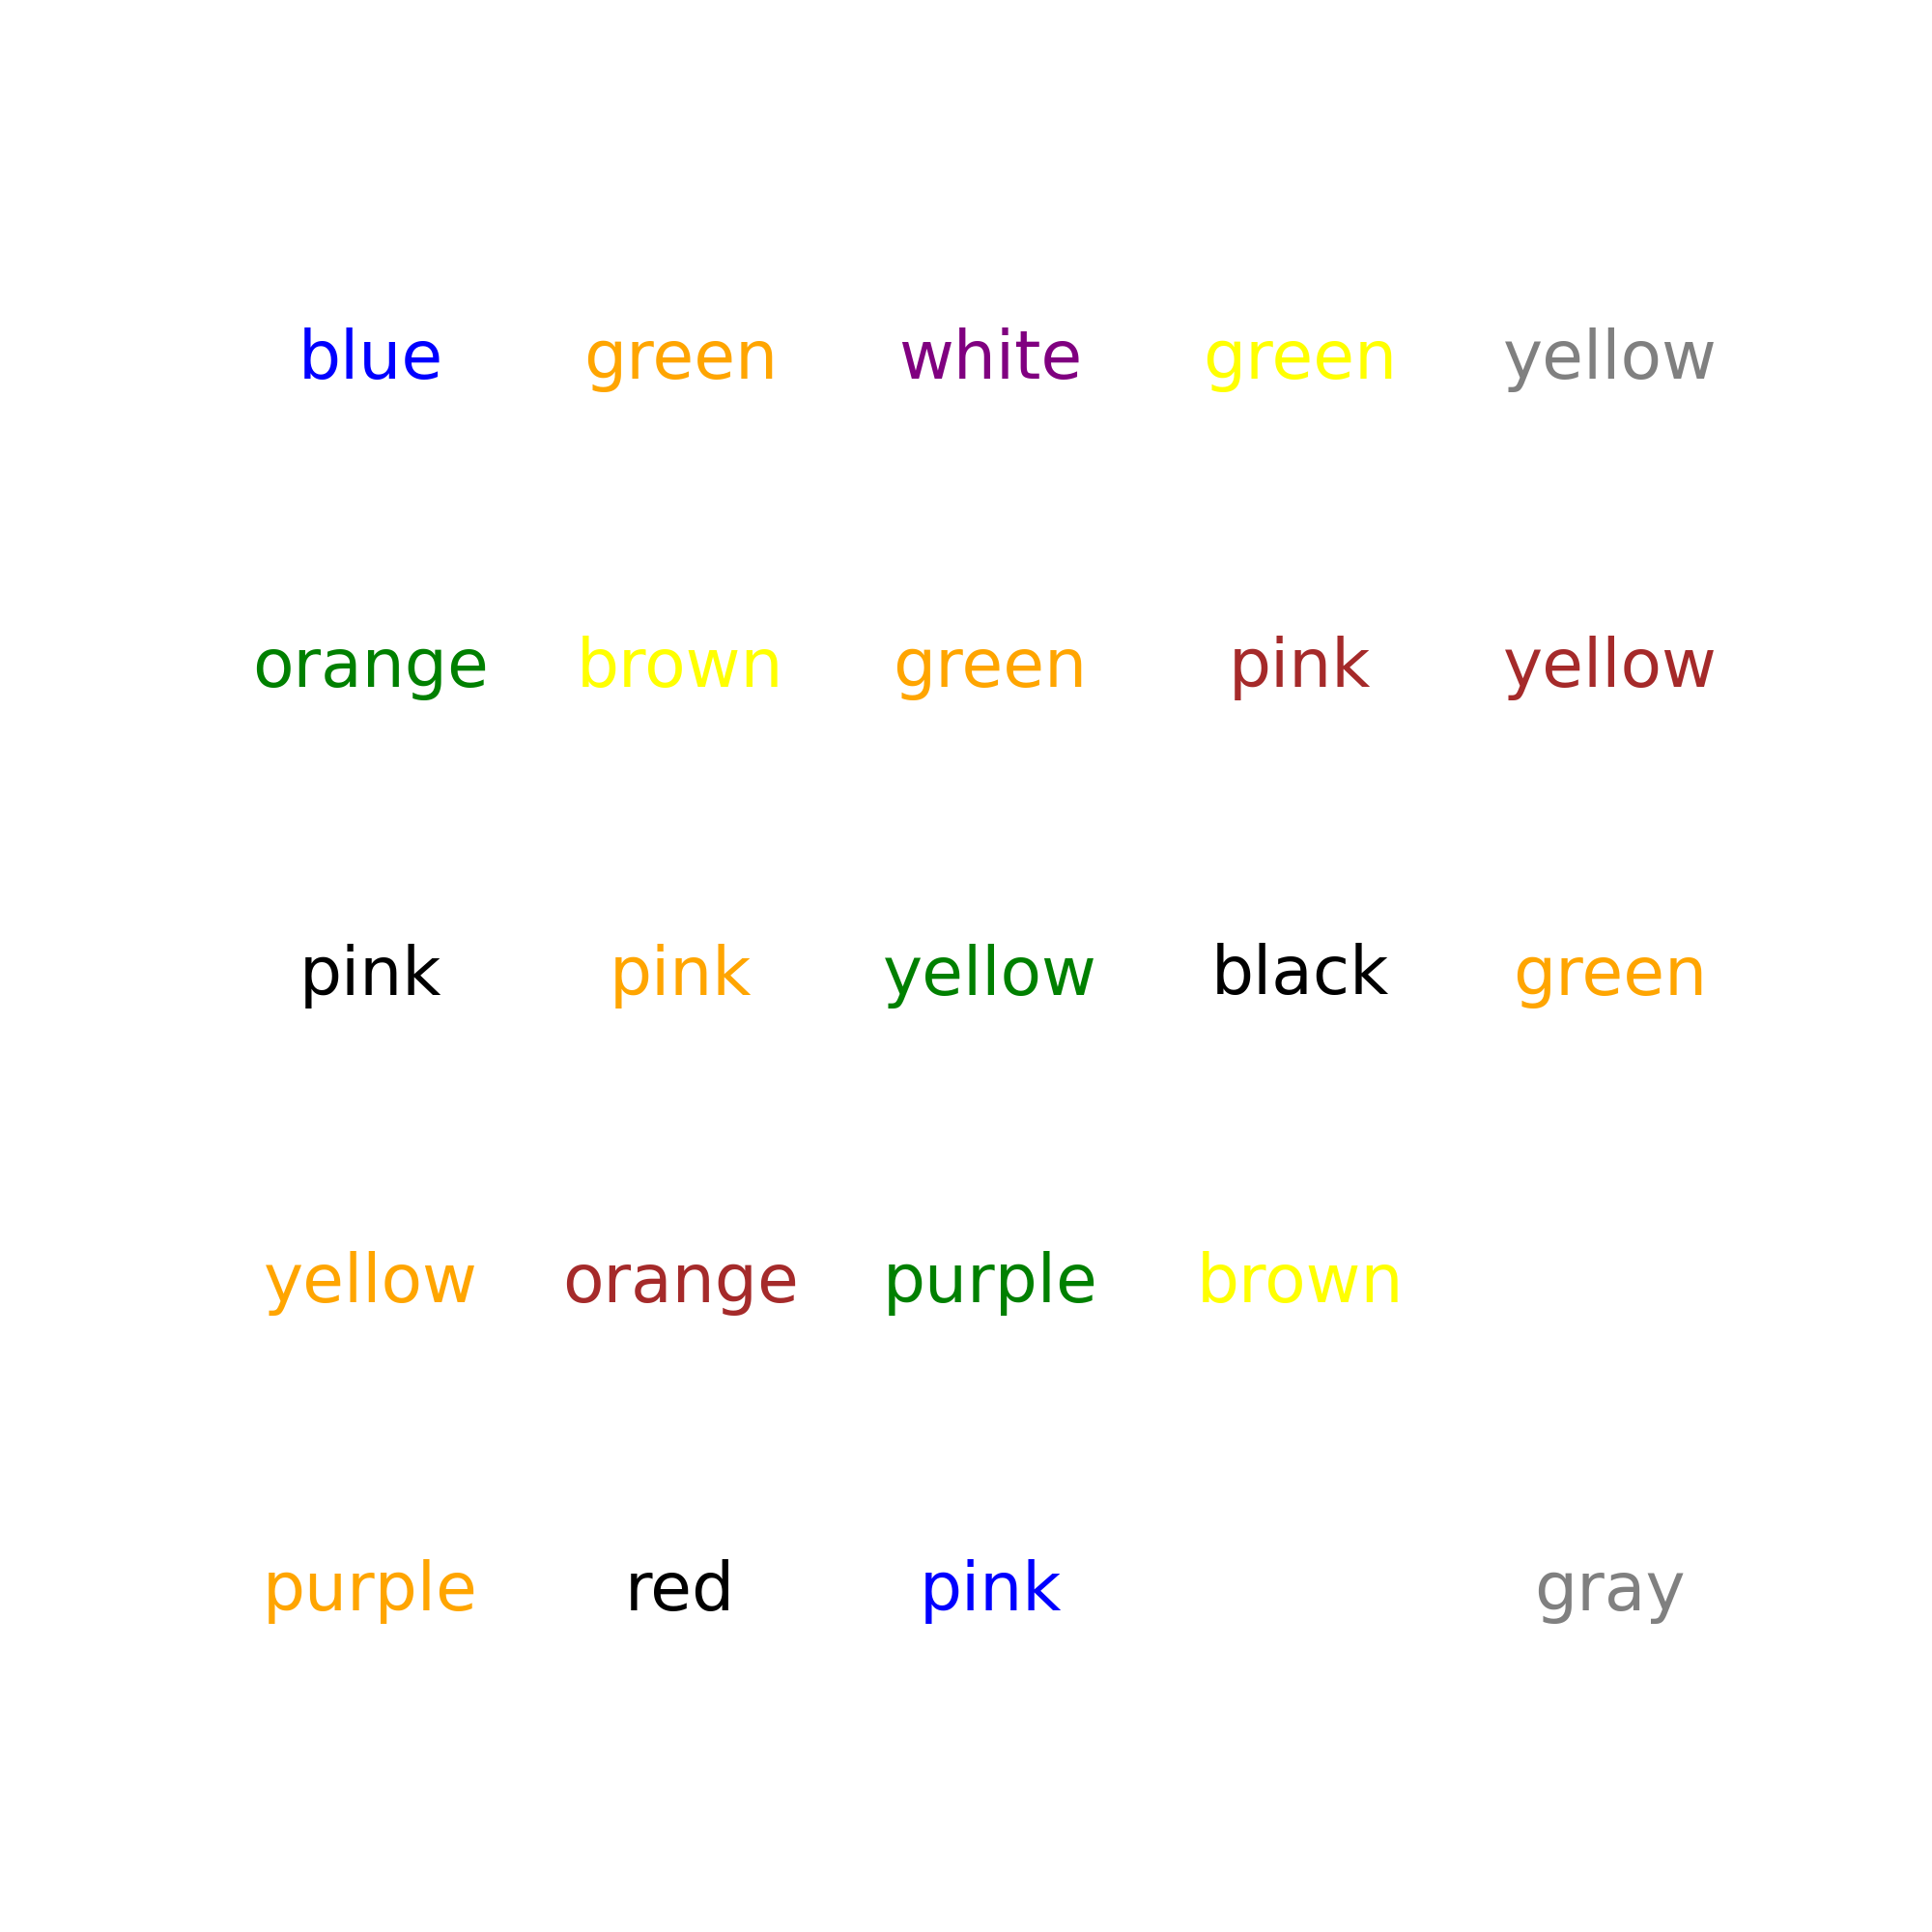 blue green white green yellow
orange brown green pink yellow
pink pink yellow black green
yellow orange purple brown
purple red pink gray